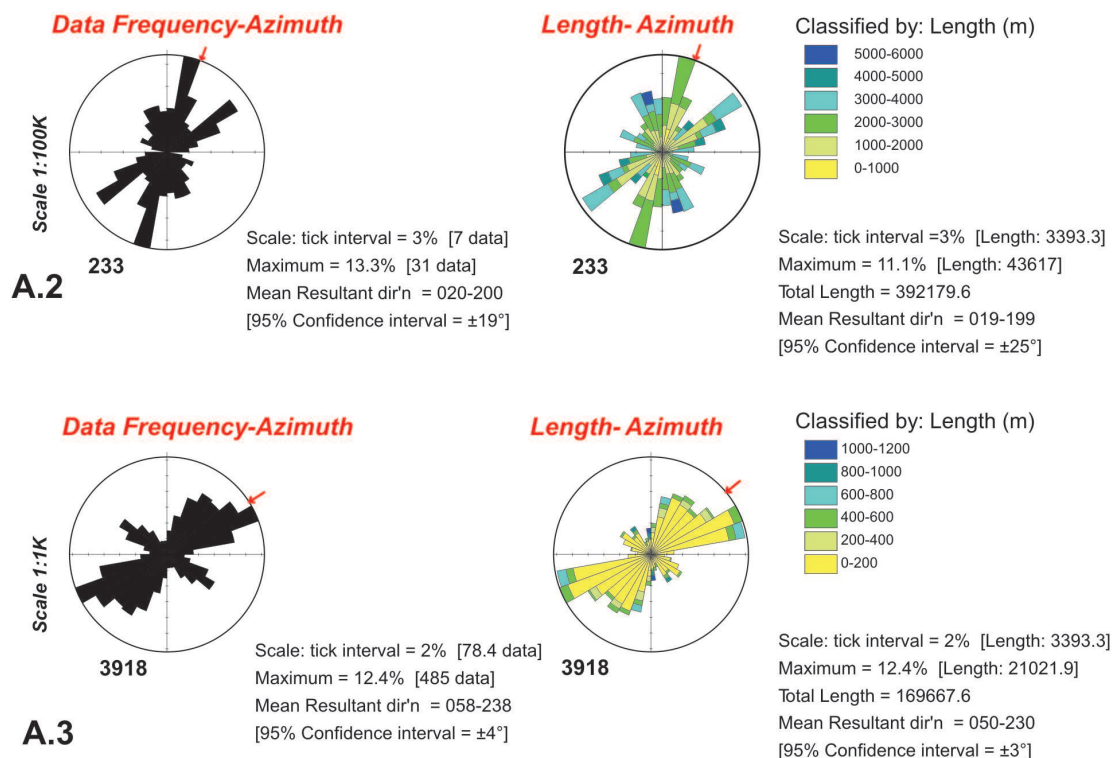 Data Frequency-Azimuth
Length- Azimuth
Classified by: Length (m)
5000-6000
4000-5000
3000-4000
2000-3000
1000-2000
0-1000
Scale 1:100K
A.2
233
Scale: tick interval = 3% [7 data]
Maximum = 13.3% [31 data]
Mean Resultant dir'n = 020-200
[95% Confidence interval = ±19°]
233
Scale: tick interval =3% [Length: 3393.3]
Maximum = 11.1% [Length: 43617]
Total Length = 392179.6
Mean Resultant dir'n = 019-199
[95% Confidence interval = ±25°]
Data Frequency-Azimuth
Length- Azimuth
Classified by: Length (m)
1000-1200
800-1000
600-800
400-600
200-400
0-200
Scale 1:1K
A.3
3918
Scale: tick interval = 2% [78.4 data]
Maximum = 12.4% [485 data]
Mean Resultant dir'n = 058-238
[95% Confidence interval = ±4°]
3918
Scale: tick interval = 2% [Length: 3393.3]
Maximum = 12.4% [Length: 21021.9]
Total Length = 169667.6
Mean Resultant dir'n = 050-230
[95% Confidence interval = ±3°]